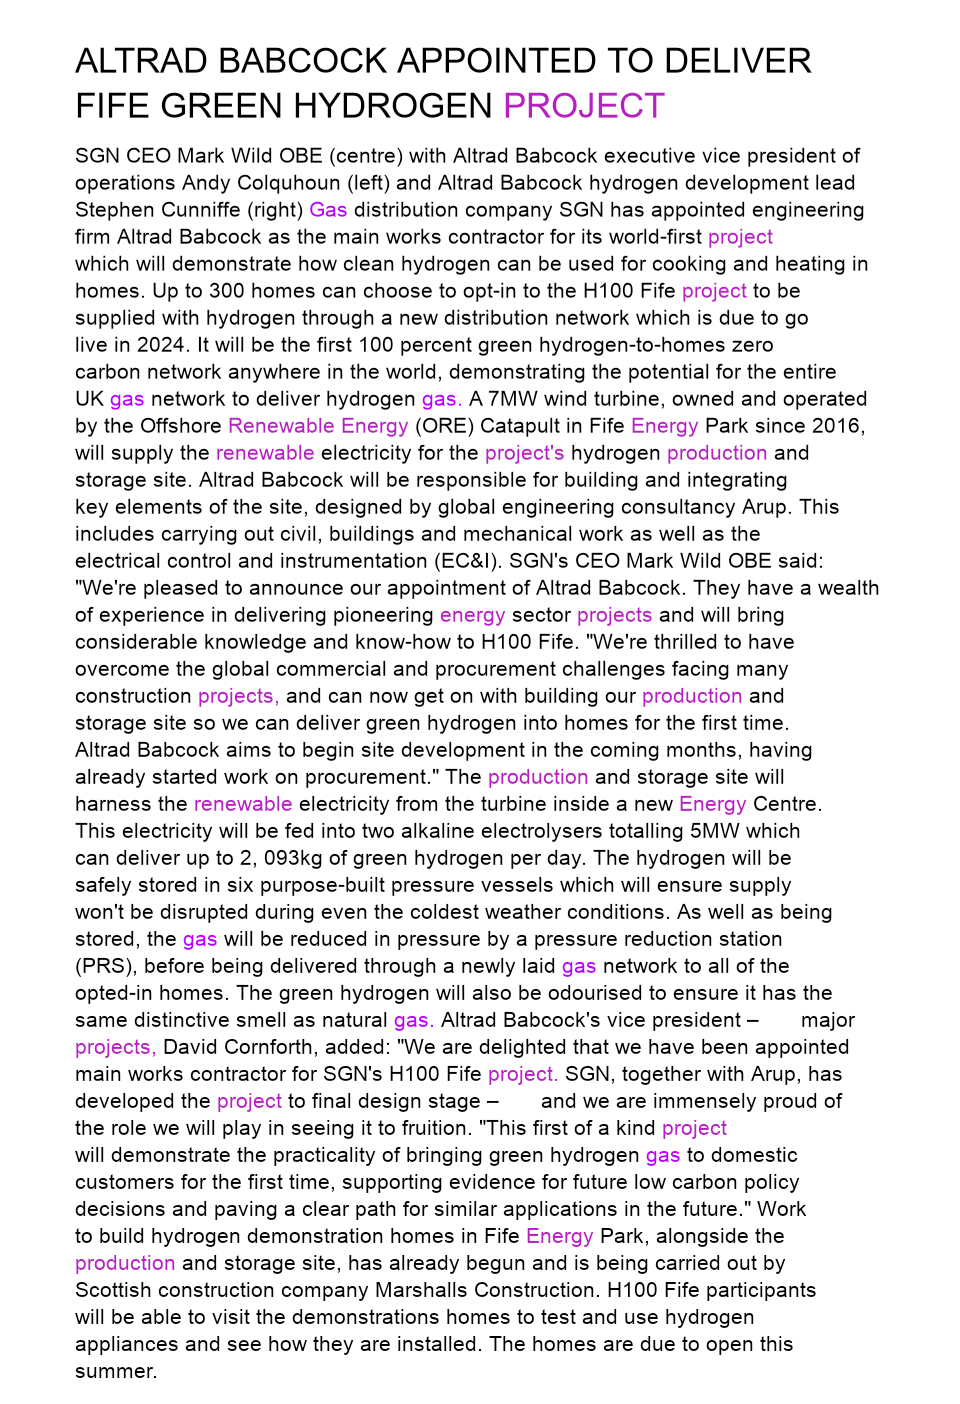 ALTRAD BABCOCK APPOINTED TO DELIVER
FIFE GREEN HYDROGEN PROJECT
SGN CEO Mark Wild OBE (centre) with Altrad Babcock executive vice president of
operations Andy Colquhoun (left) and Altrad Babcock hydrogen development lead
Stephen Cunniffe (right) Gas distribution company SGN has appointed engineering
firm Altrad Babcock as the main works contractor for its world-first project
which will demonstrate how clean hydrogen can be used for cooking and heating in
homes. Up to 300 homes can choose to opt-in to the H100 Fife project to be
supplied with hydrogen through a new distribution network which is due to go
live in 2024. It will be the first 100 percent green hydrogen-to-homes zero
carbon network anywhere in the world, demonstrating the potential for the entire
UK gas network to deliver hydrogen gas. A 7MW wind turbine, owned and operated
by the Offshore Renewable Energy (ORE) Catapult in Fife Energy Park since 2016,
will supply the renewable electricity for the project's hydrogen production and
storage site. Altrad Babcock will be responsible for building and integrating
key elements of the site, designed by global engineering consultancy Arup. This
includes carrying out civil, buildings and mechanical work as well as the
electrical control and instrumentation (EC&I). SGN's CEO Mark Wild OBE said:
"We're pleased to announce our appointment of Altrad Babcock. They have a wealth
of experience in delivering pioneering energy sector projects and will bring
considerable knowledge and know-how to H100 Fife. "We're thrilled to have
overcome the global commercial and procurement challenges facing many
construction projects, and can now get on with building our production and
storage site so we can deliver green hydrogen into homes for the first time.
Altrad Babcock aims to begin site development in the coming months, having
already started work on procurement." The production and storage site will
harness the renewable electricity from the turbine inside a new Energy Centre.
This electricity will be fed into two alkaline electrolysers totalling 5MW which
can deliver up to 2, 093kg of green hydrogen per day. The hydrogen will be
safely stored in six purpose-built pressure vessels which will ensure supply
won't be disrupted during even the coldest weather conditions. As well as being
stored, the gas will be reduced in pressure by a pressure reduction station
(PRS), before being delivered through a newly laid gas network to all of the
opted-in homes. The green hydrogen will also be odourised to ensure it has the
same distinctive smell as natural gas. Altrad Babcock's vice president – major
projects, David Cornforth, added: "We are delighted that we have been appointed
main works contractor for SGN's H100 Fife project. SGN, together with Arup, has
developed the project to final design stage – and we are immensely proud of
the role we will play in seeing it to fruition. "This first of a kind project
will demonstrate the practicality of bringing green hydrogen gas to domestic
customers for the first time, supporting evidence for future low carbon policy
decisions and paving a clear path for similar applications in the future." Work
to build hydrogen demonstration homes in Fife Energy Park, alongside the
production and storage site, has already begun and is being carried out by
Scottish construction company Marshalls Construction. H100 Fife participants
will be able to visit the demonstrations homes to test and use hydrogen
appliances and see how they are installed. The homes are due to open this
summer.